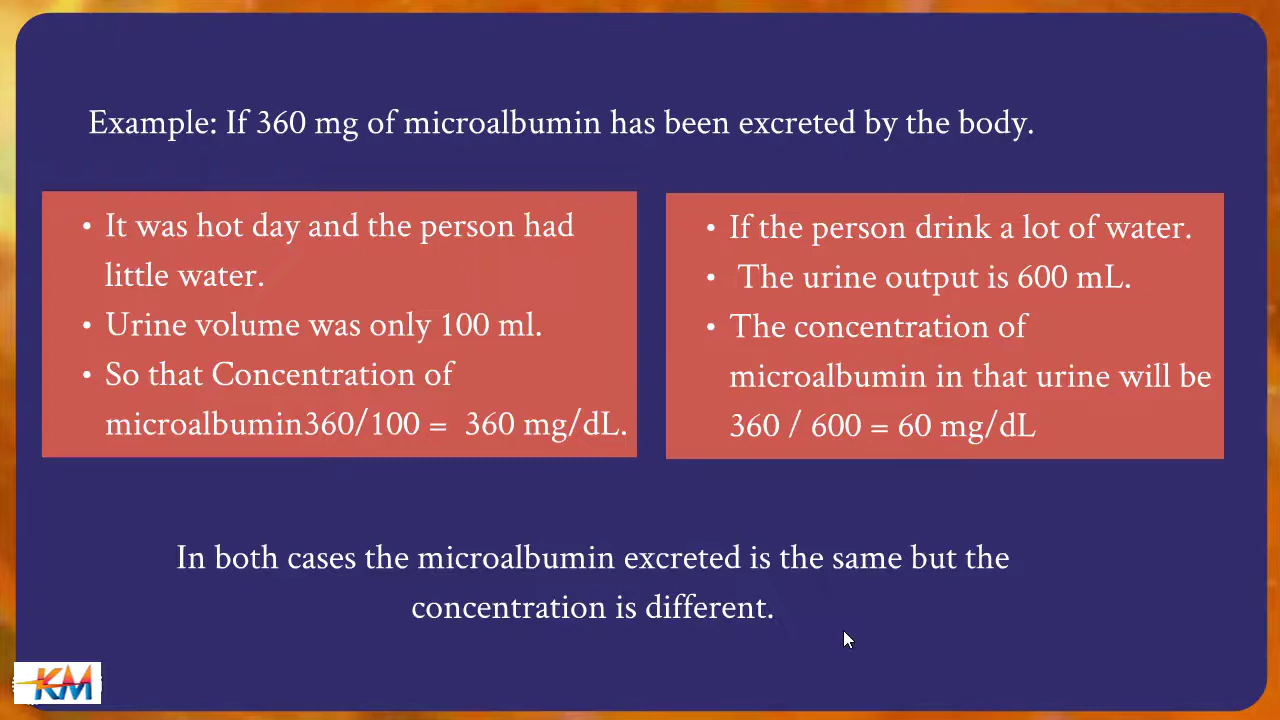 Example: If 360 mg of microalbumin has been excreted by the body.
• It was hot day and the person had
little water.
• Urine volume was only 100 ml.
• So that Concentration of
microalbumin360/100 = 360 mg/dL.
• If the person drink a lot of water.
• The urine output is 600 mL.
• The concentration of
microalbumin in that urine will be
360 / 600 = 60 mg/dL
In both cases the microalbumin excreted is the same but the
concentration is different.
KM